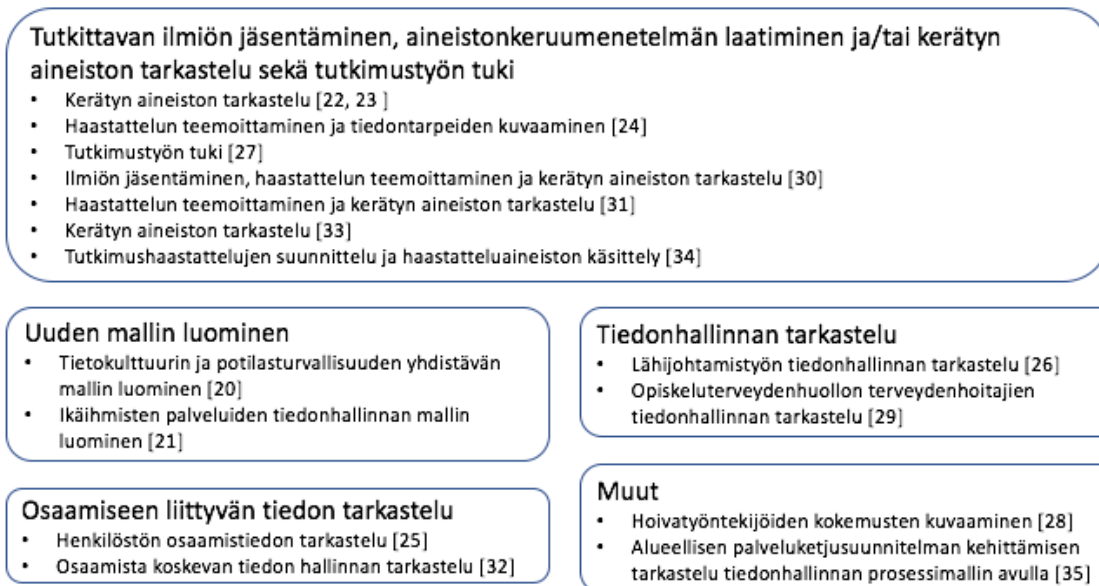 Tutkittavan ilmiön jäsentäminen, aineistonkeruumenetelmän laatiminen ja/tai kerätyn
aineiston tarkastelu sekä tutkimustyön tuki
• Kerätyn aineiston tarkastelu [22, 23 ]
• Haastattelun teemoittaminen ja tiedontarpeiden kuvaaminen [24]
• Tutkimustyön tuki [27]
• Ilmiön jäsentäminen, haastattelun teemoittaminen ja kerätyn aineiston tarkastelu [30]
• Haastattelun teemoittaminen ja kerätyn aineiston tarkastelu [31]
• Kerätyn aineiston tarkastelu [33]
• Tutkimushaastattelujen suunnittelu ja haastatteluaineiston käsittely [34]
Uuden mallin luominen
• Tietokulttuurin ja potilasturvallisuuden yhdistävän
mallin luominen [20]
• Ikäihmisten palveluiden tiedonhallinnan mallin
luominen [21]
Tiedonhallinnan tarkastelu
• Lähijohtamistyön tiedonhallinnan tarkastelu [26]
• Opiskeluterveydenhuollon terveydenhoitajien
tiedonhallinnan tarkastelu [29]
Osaamiseen liittyvän tiedon tarkastelu
• Henkilöstön osaamistiedon tarkastelu [25]
• Osaamista koskevan tiedon hallinnan tarkastelu [32]
Muut
• Hoivatyöntekijöiden kokemusten kuvaaminen [28]
• Alueellisen palveluketjusuunnitelman kehittämisen
tarkastelu tiedonhallinnan prosessimallin avulla [35]